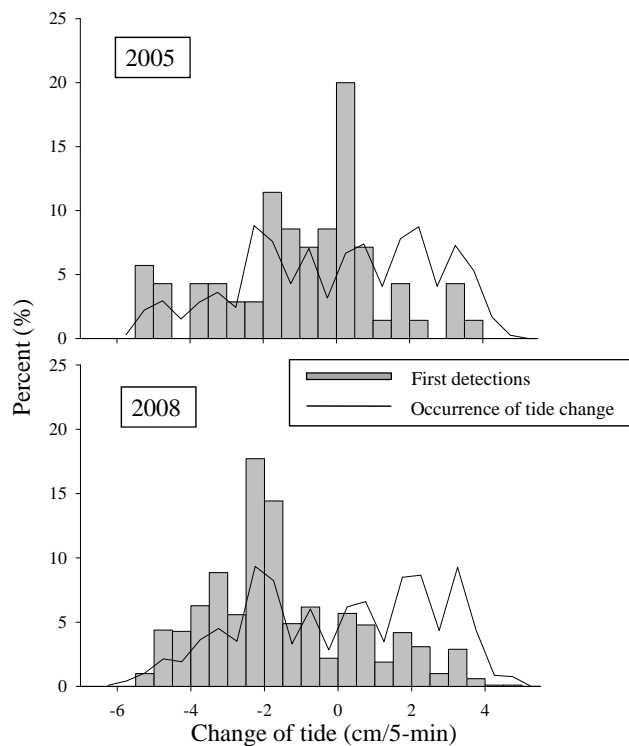 25
2005
20
15
10
5
0
Percent (%)
25
First detections
Occurrence of tide change
2008
20
15
10
5
0
-6 -4 -2 0 2 4
Change of tide (cm/5-min)